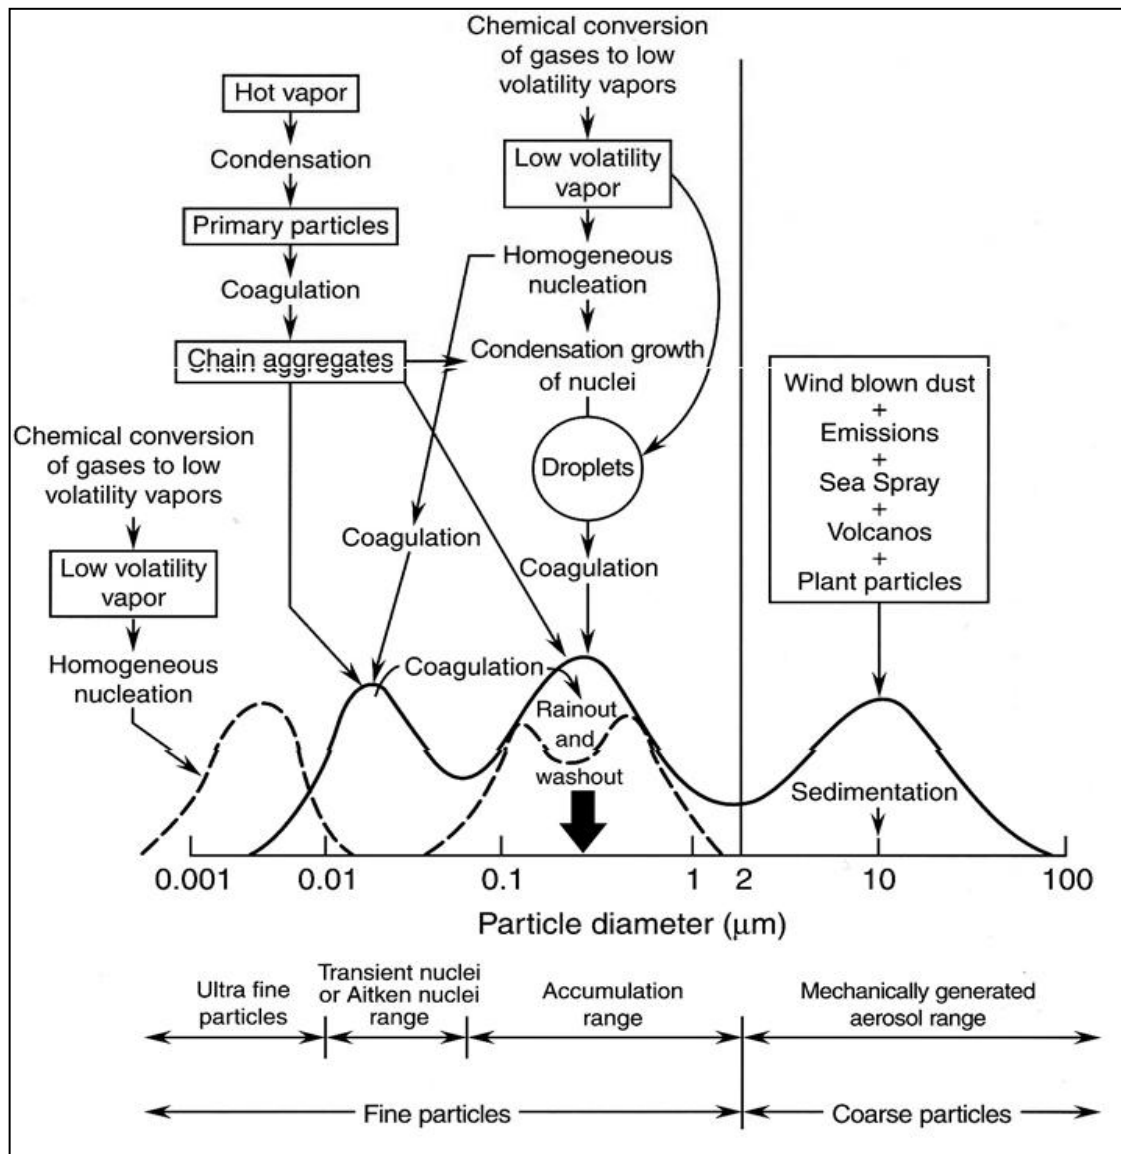 Chemical conversion
of gases to low
volatility vapors
Hot vapor
Condensation
Primary particles
Coagulation
Chain aggregates
Low volatility
vapor
Homogeneous
nucleation
Condensation growth
of nuclei
Droplets
Coagulation
Coagulation
Chemical conversion
of gases to low
volatility vapors
Low volatility
vapor
Homogeneous
nucleation
Wind blown dust
+
Emissions
+
Sea Spray
+
Volcanos
+
Plant particles
Coagulation
Rainout
and
washout
Sedimentation
0.001 0.01 0.1 1 2 10 100
Particle diameter (μm)
Ultra fine
particles
Transient nuclei
or Aitken nuclei
range
Accumulation
range
Mechanically generated
aerosol range
Fine particles
Coarse particles